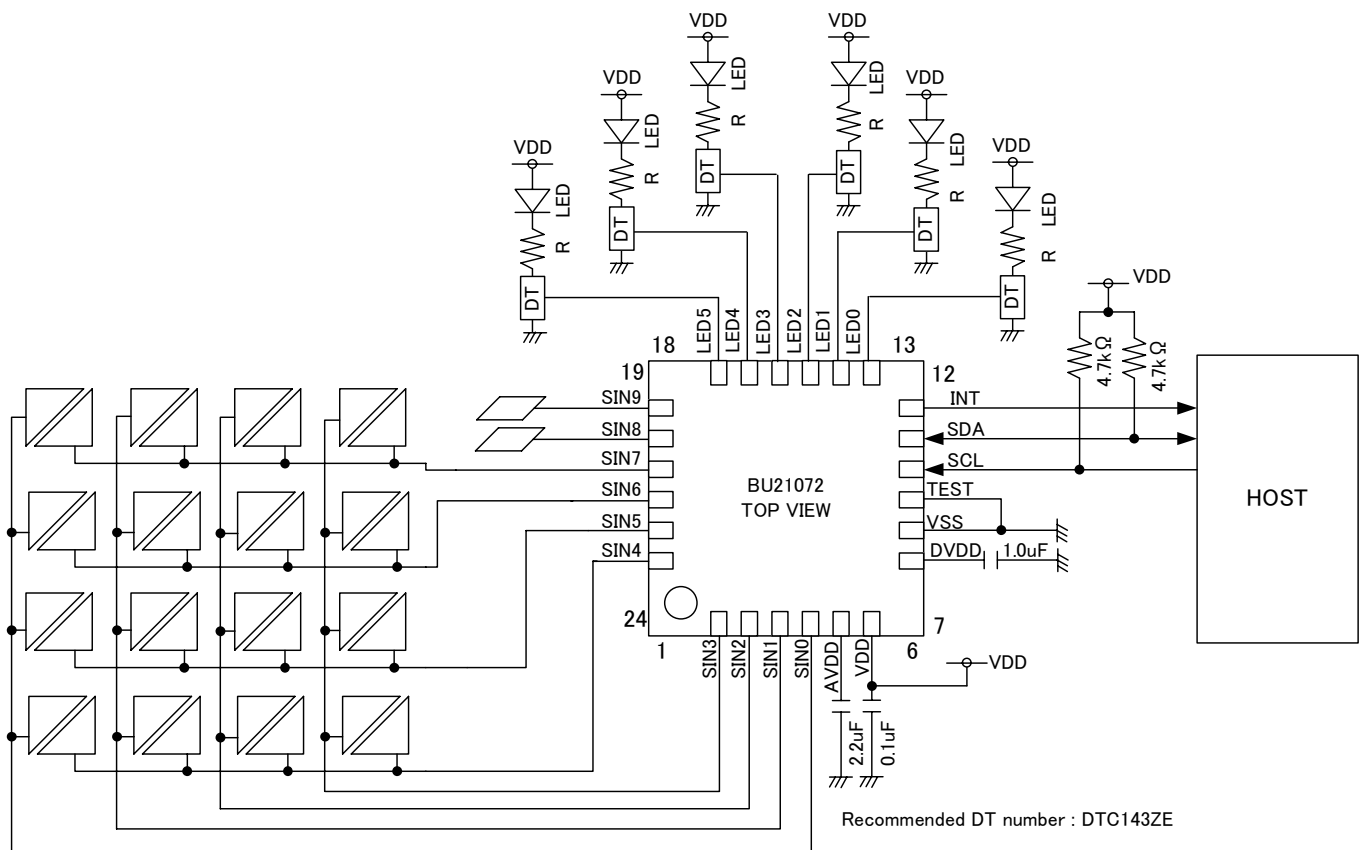 VDD
VDD
LED
LED
VDD
VDD
R
R
LED
LED
VDD
VDD
DT
DT
R
R
LED
LED
DT
DT
R
R
VDD
DT
DT
LED5
LED4
LED3
LED2
LED1
LED0
4.7kΩ
4.7kΩ
18
13
19
12
SIN9
INT
SIN8
SDA
SIN7
SCL
SIN6
BU21072
TOP VIEW
TEST
HOST
SIN5
VSS
SIN4
DVDD
1.0uF
24
7
1
6
SIN3
SIN2
SIN1
SIN0
AVDD
VDD
VDD
2.2uF
0.1uF
Recommended DT number : DTC143ZE